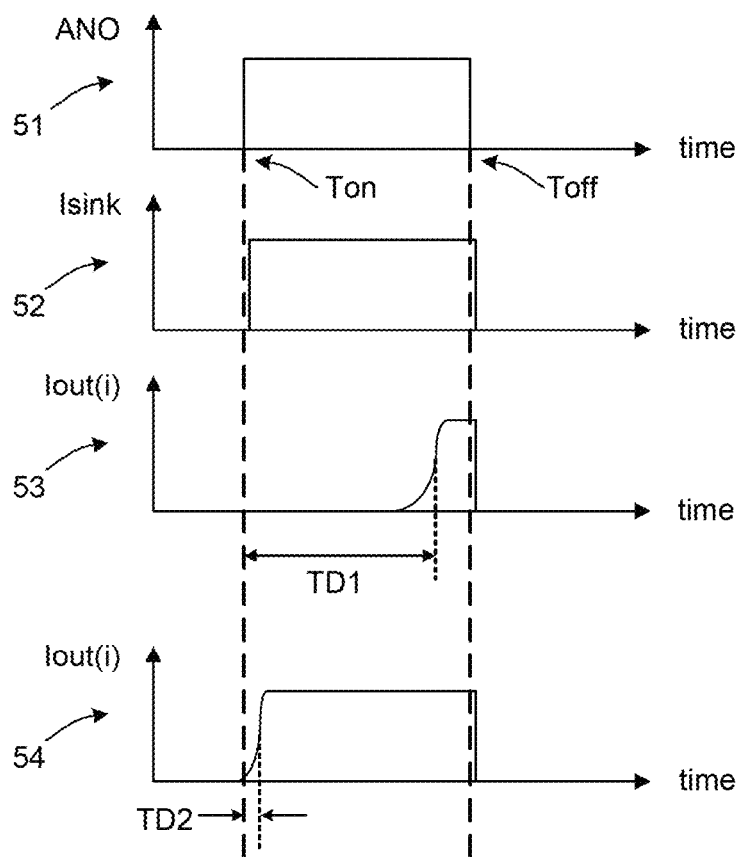 ANO
51
time
Ton
Toff
Isink
52
time
Iout(i)
53
time
TD1
Iout(i)
54
time
TD2